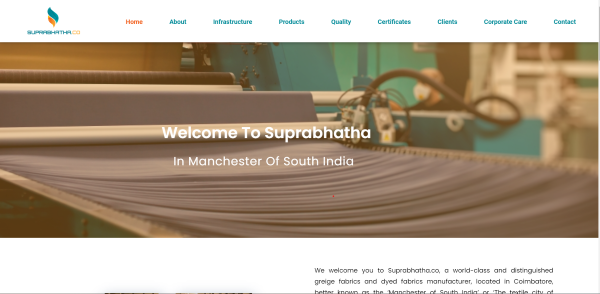 SUPRABHATHA.CO
Home About Infrastructure Products Quality Certificates Clients Corporate Care Contact
Welcome To Suprabhatha
In Manchester Of South India
We welcome you to Suprabhatha.co, a world-class and distinguished
greige fabrics and dyed fabrics manufacturer, located in Coimbatore,
better known as the 'Manchester of South India' or 'The textile city of